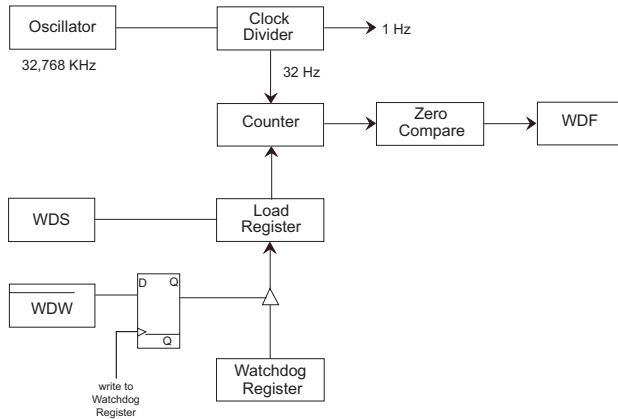 Oscillator
Clock
Divider
1 Hz
32,768 KHz
32 Hz
Counter
Zero
Compare
WDF
WDS
Load
Register
WDW
D
Q
Q
write to
Watchdog
Register
Watchdog
Register